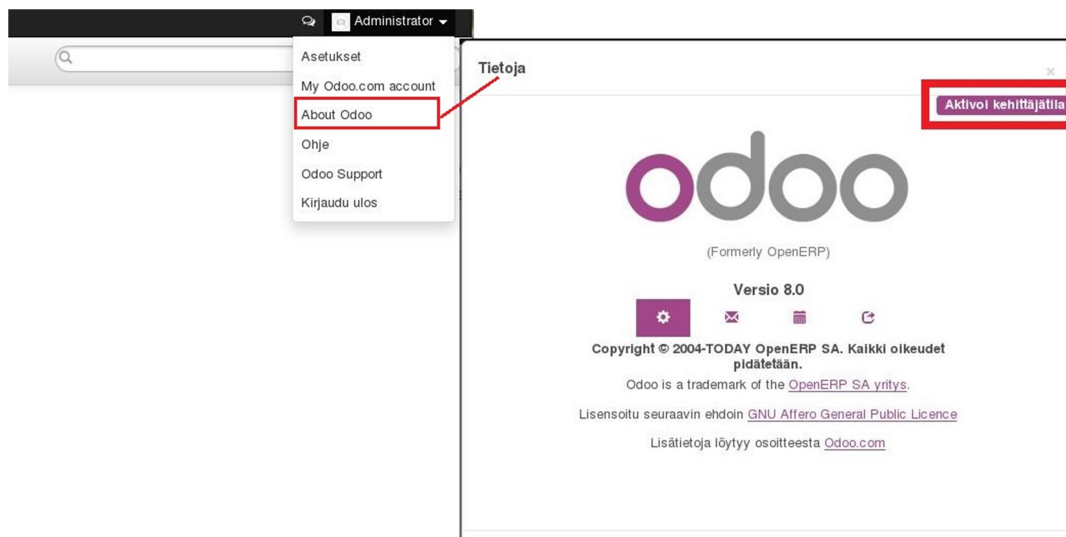 Administrator
Asetukset
My Odoo.com account
About Odoo
Ohje
Odoo Support
Kirjaudu ulos
Tietoja
×
Aktivoi kehittäjätila
odoo
(Formerly OpenERP)
Versio 8.0
Copyright © 2004-TODAY OpenERP SA. Kaikki oikeudet
pidätetään.
Odoo is a trademark of the OpenERP SA yritys.
Lisensoitu seuraavin ehdoin GNU Affero General Public Licence
Lisätietoja löytyy osoitteesta Odoo.com